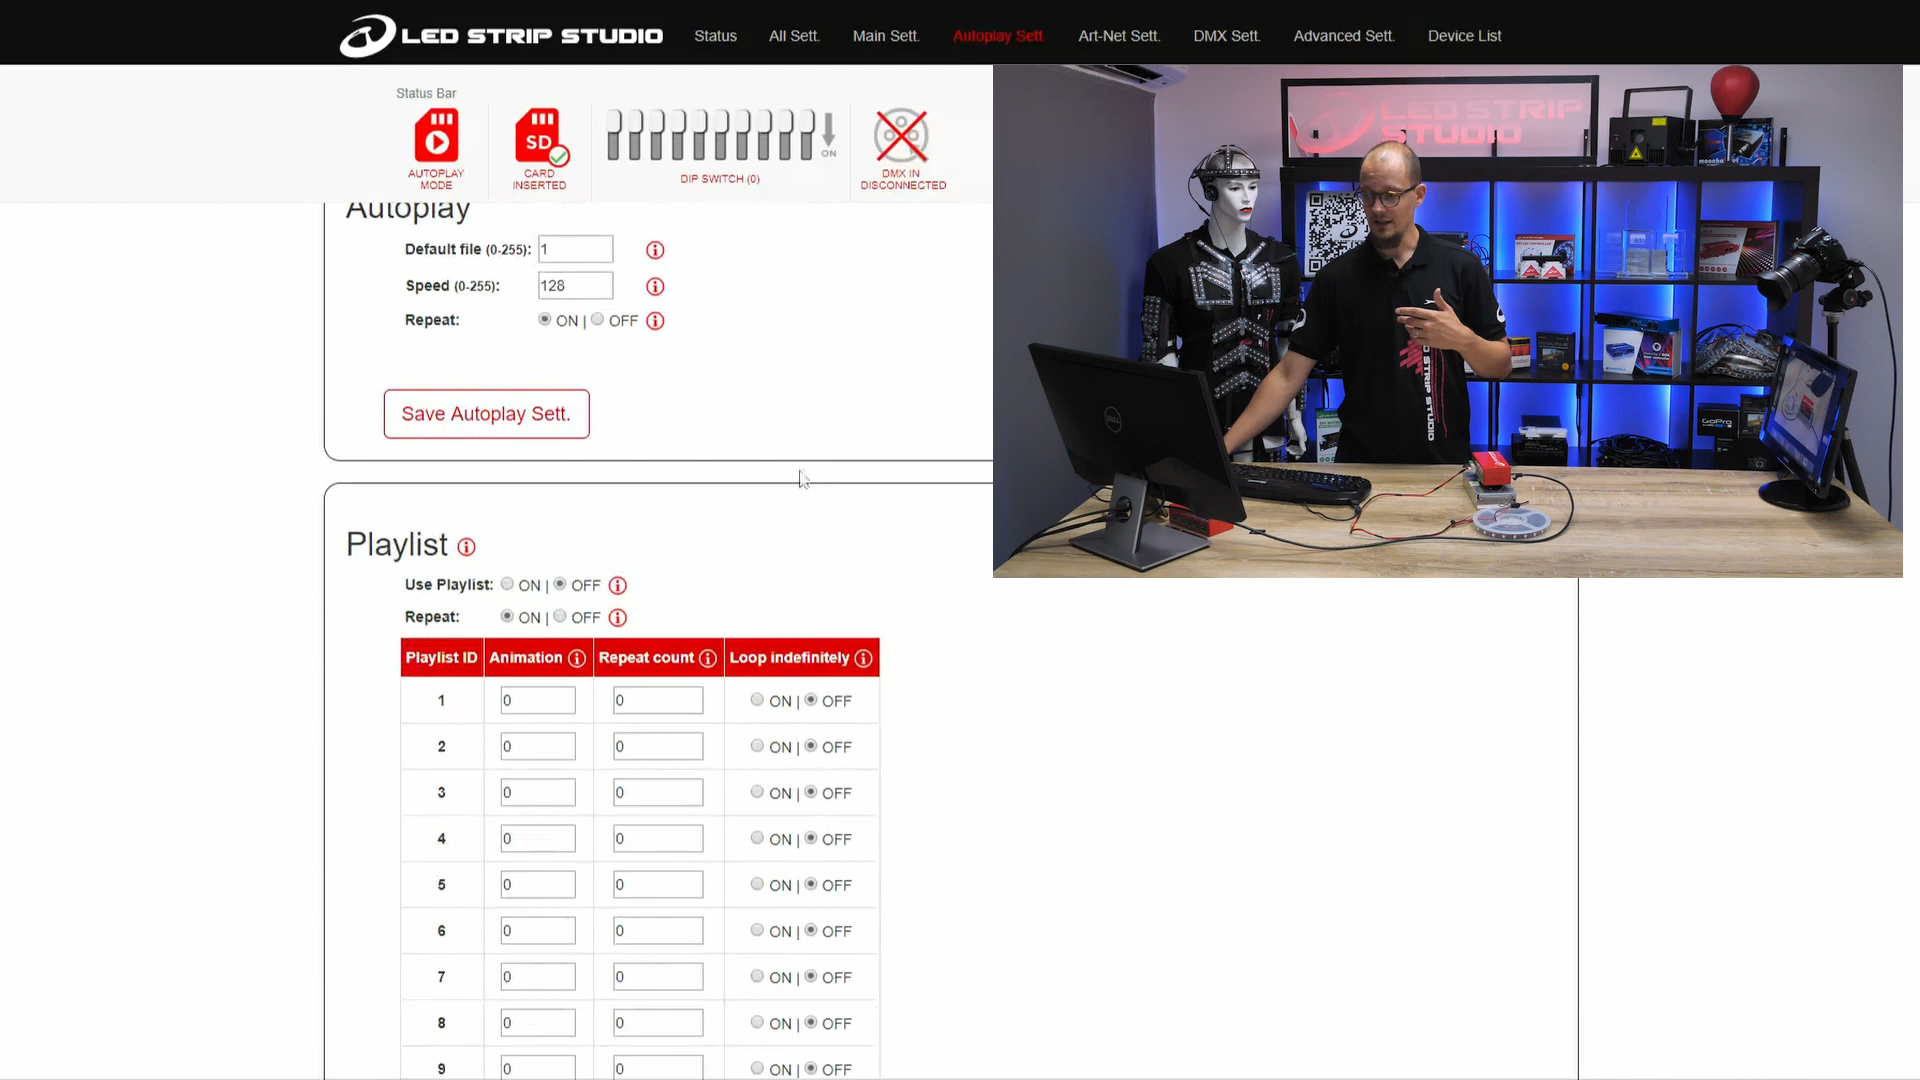 LED STRIP STUDIO
Status
All Sett.
Main Sett.
Autoplay Sett.
Art-Net Sett.
DMX Sett.
Advanced Sett.
Device List
Status Bar
AUTOPLAY MODE
SD
CARD INSERTED
ON
DIP SWITCH (0)
DMX IN DISCONNECTED
Autoplay
Default file (0-255): 1
Speed (0-255): 128
Repeat: ON | OFF
Save Autoplay Sett.
Playlist
Use Playlist: ON | OFF
Repeat: ON | OFF
Playlist ID Animation Repeat count Loop indefinitely
1 0 0 ON | OFF
2 0 0 ON | OFF
3 0 0 ON | OFF
4 0 0 ON | OFF
5 0 0 ON | OFF
6 0 0 ON | OFF
7 0 0 ON | OFF
8 0 0 ON | OFF
9 0 0 ON | OFF
LED STRIP
STUDIO
GoPro
DELL
LED STRIP STUDIO